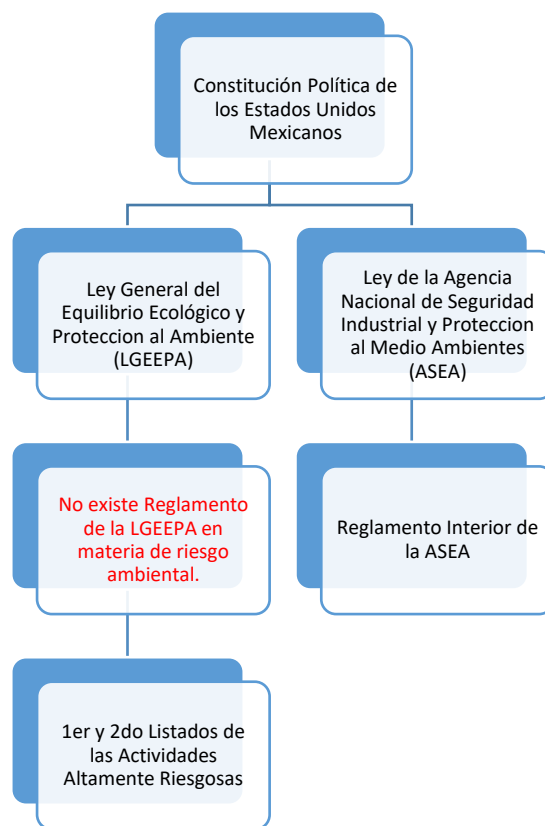 Constitución Política de
los Estados Unidos
Mexicanos
Ley General del
Equilibrio Ecológico y
Proteccion al Ambiente
(LGEEPA)
Ley de la Agencia
Nacional de Seguridad
Industrial y Proteccion
al Medio Ambientes
(ASEA)
No existe Reglamento
de la LGEEPA en
materia de riesgo
ambiental.
Reglamento Interior de
la ASEA
1er y 2do Listados de
las Actividades
Altamente Riesgosas